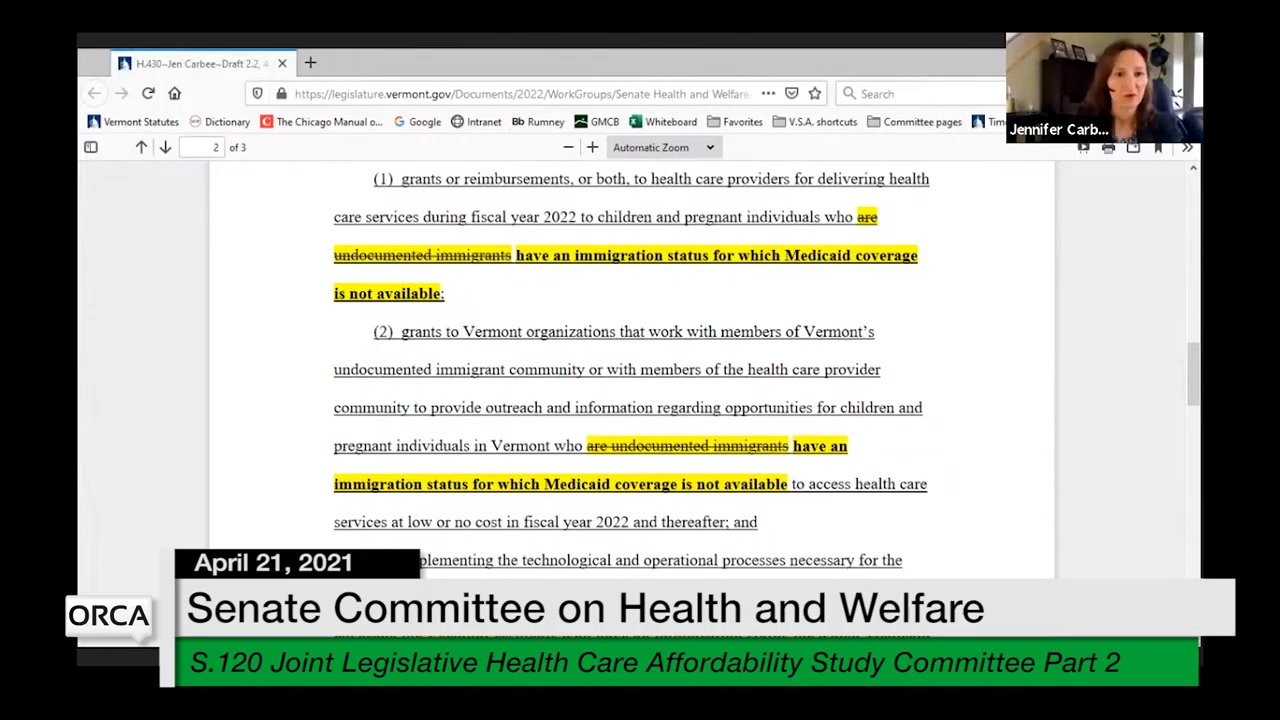 H.430~Jen Carbee~Draft 2.2, 4
https://legislature.vermont.gov/Documents/2022/WorkGroups/Senate Health and Welfare
Search
Vermont Statutes Dictionary The Chicago Manual o... Google Intranet Bb Rumney GMCB Whiteboard Favorites V.S.A. shortcuts Committee pages
Jennifer Carb...
2 of 3 Automatic Zoom
(1) grants or reimbursements, or both, to health care providers for delivering health
care services during fiscal year 2022 to children and pregnant individuals who are
undocumented immigrants have an immigration status for which Medicaid coverage
is not available;
(2) grants to Vermont organizations that work with members of Vermont's
undocumented immigrant community or with members of the health care provider
community to provide outreach and information regarding opportunities for children and
pregnant individuals in Vermont who are undocumented immigrants have an
immigration status for which Medicaid coverage is not available to access health care
services at low or no cost in fiscal year 2022 and thereafter; and
plementing the technological and operational processes necessary for the
April 21, 2021
ORCA
Senate Committee on Health and Welfare
S.120 Joint Legislative Health Care Affordability Study Committee Part 2